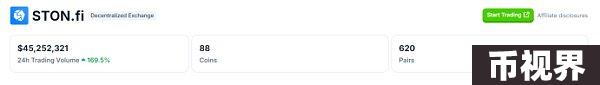 STON.fi Decentralized Exchange
Start Trading Affiliate disclosures
$45,252,321
24h Trading Volume ▲ 169.5%
88
Coins
620
Pairs
币视界